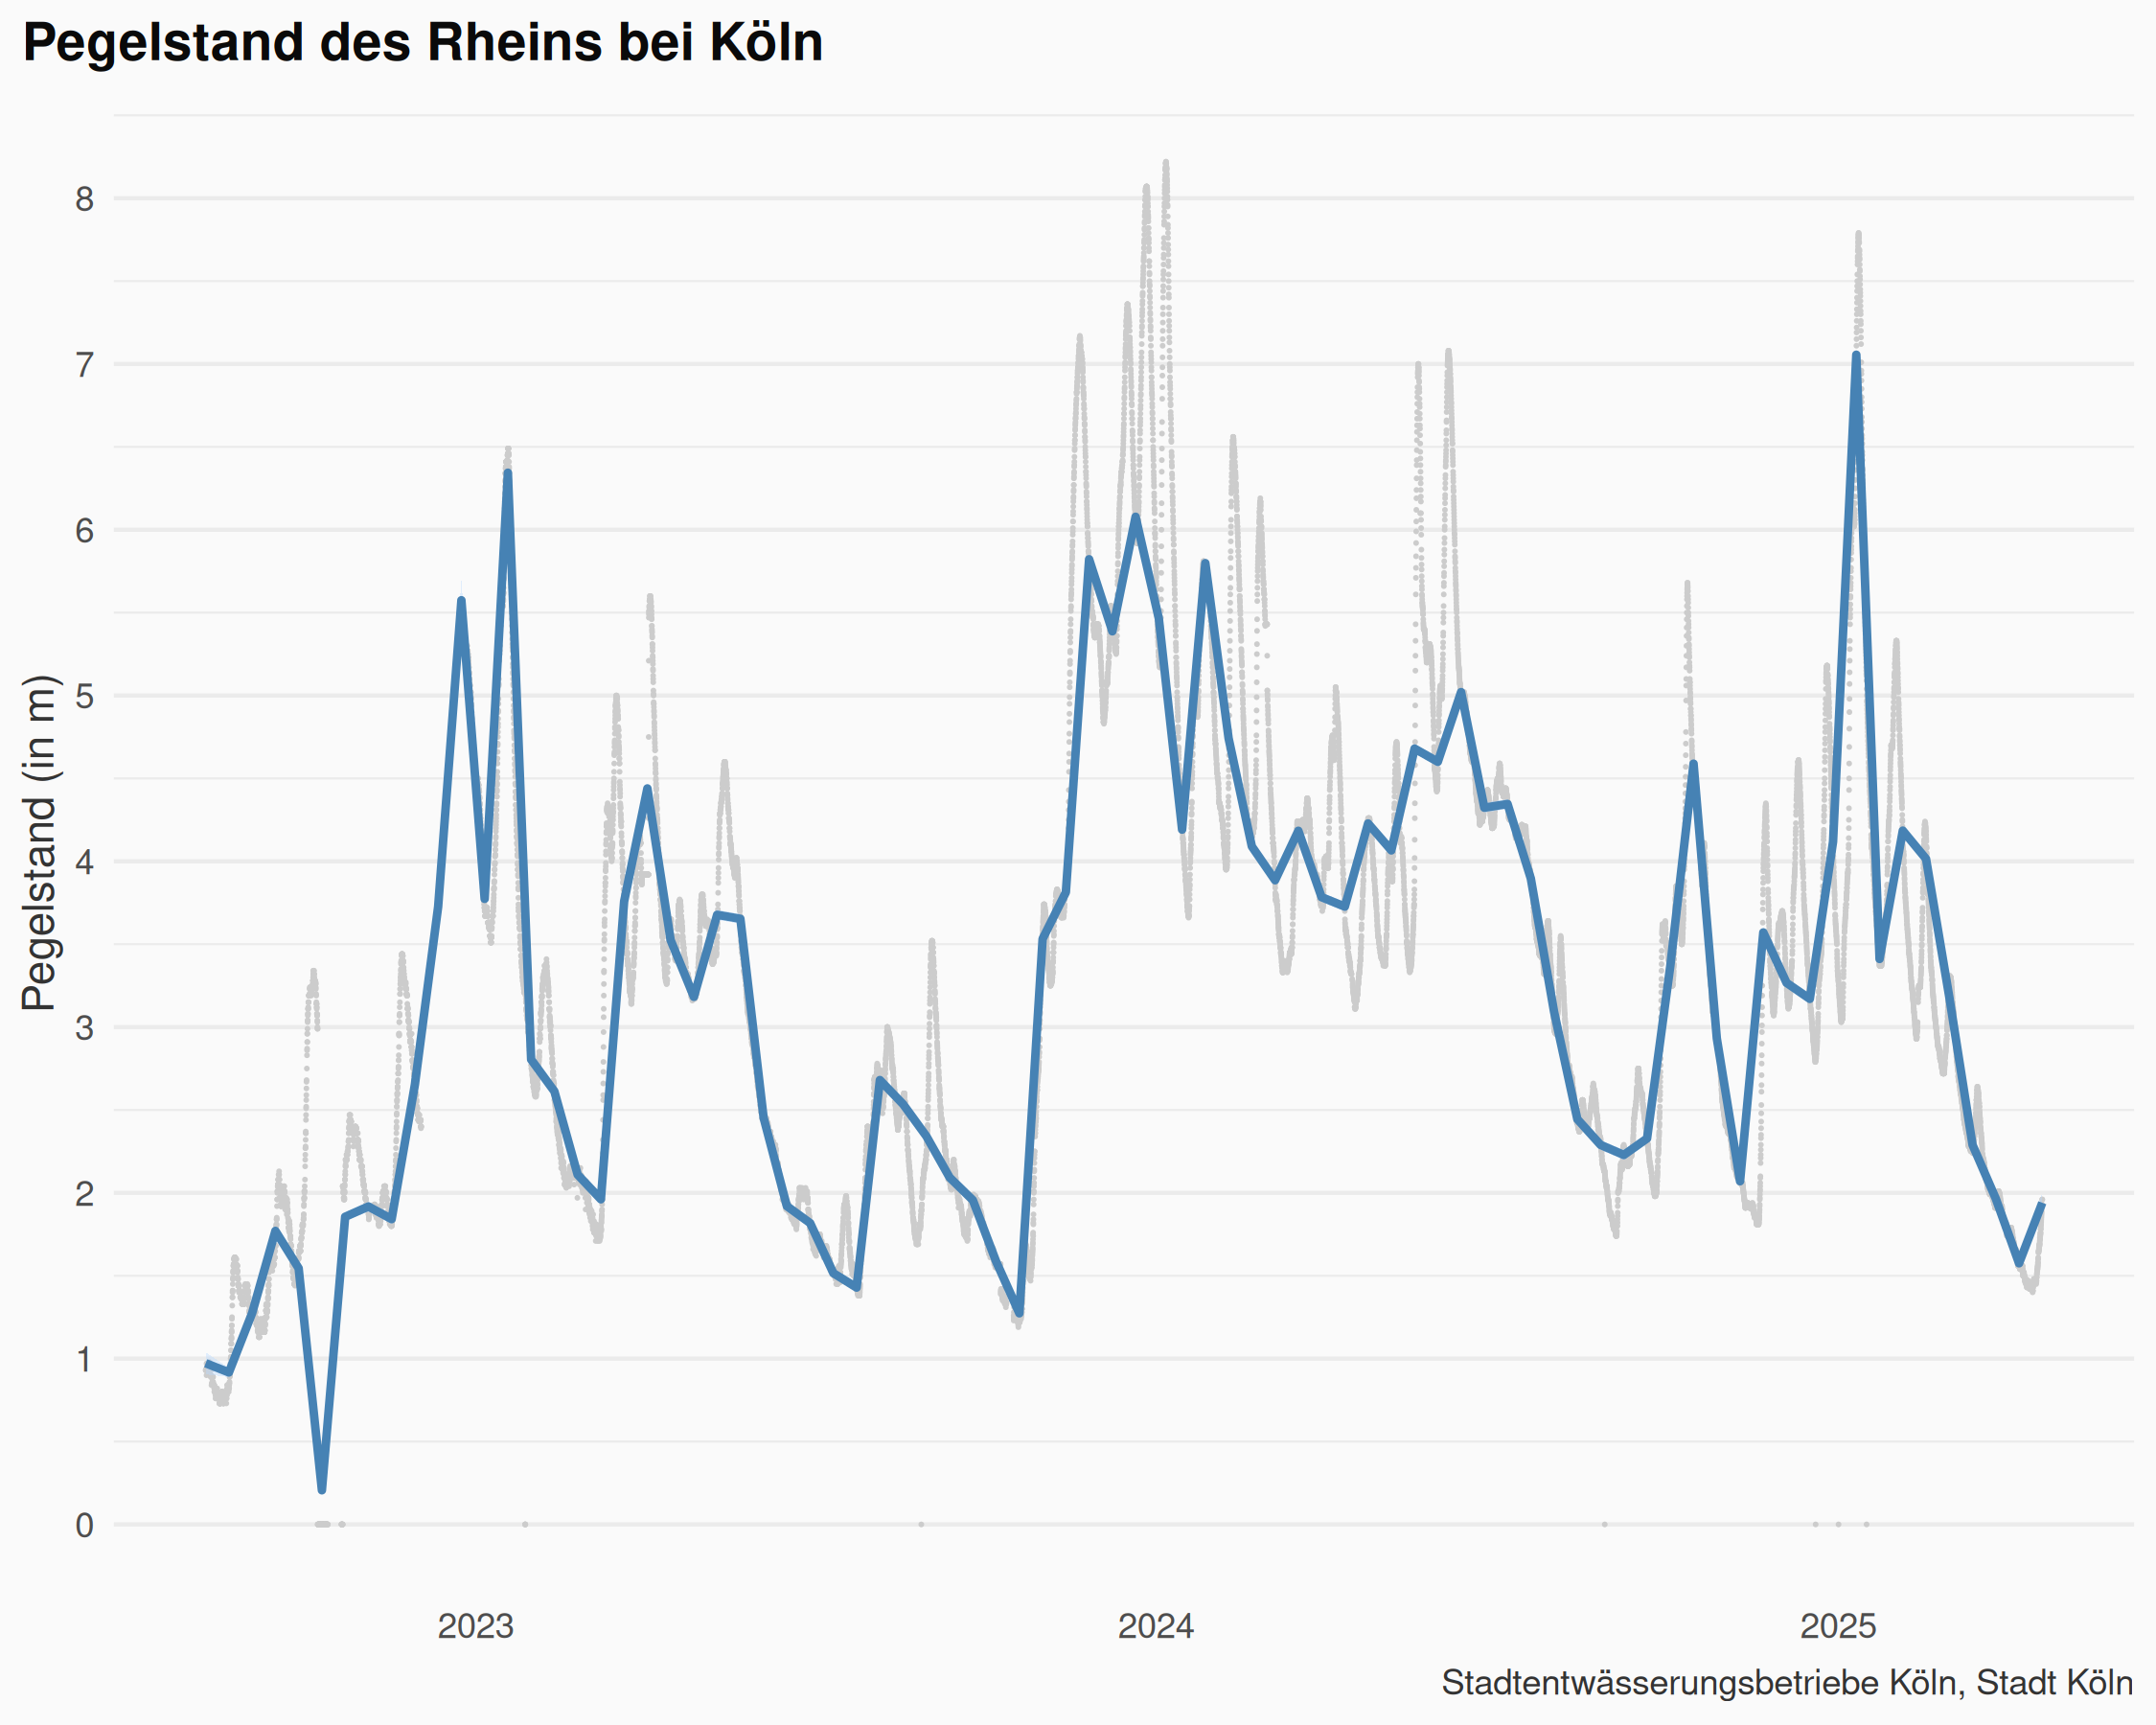 Pegelstand des Rheins bei Köln
Pegelstand (in m)
8
7
6
5
4
3
2
1
0
2023 2024 2025
Stadtentwässerungsbetriebe Köln, Stadt Köln